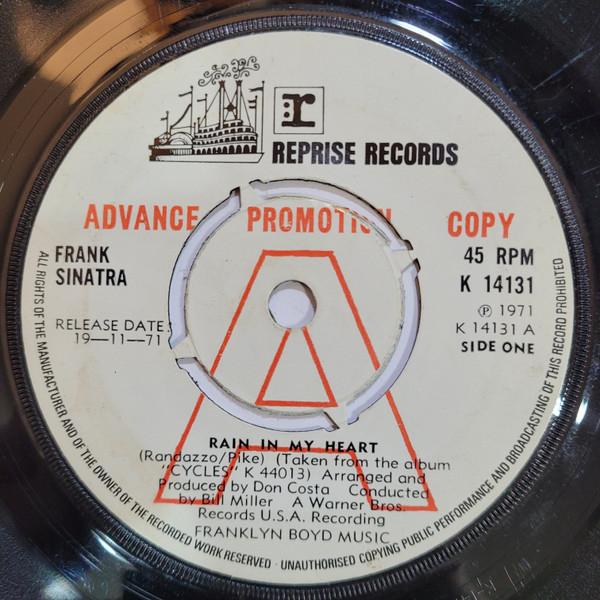 r
REPRISE RECORDS
ADVANCE PROMOTION COPY
FRANK
SINATRA
45 RPM
K 14131
℗ 1971
K 14131 A
SIDE ONE
RELEASE DATE:
19—11—71
A
RAIN IN MY HEART
(Randazzo/Pike) (Taken from the album
"CYCLES" K 44013) Arranged and
Produced by Don Costa Conducted
by Bill Miller A Warner Bros.
Records U.S.A. Recording
FRANKLYN BOYD MUSIC
ALL RIGHTS OF THE MANUFACTURER AND OF THE OWNER OF THE RECORDED WORK RESERVED · UNAUTHORISED COPYING PUBLIC PERFORMANCE AND BROADCASTING OF THIS RECORD PROHIBITED